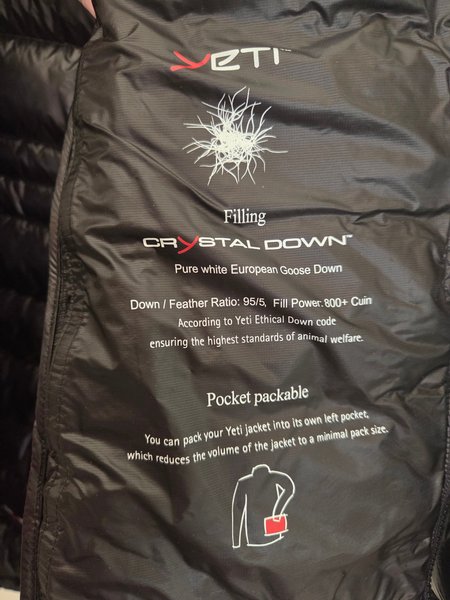 YETI™
Filling
CRYSTAL DOWN™
Pure white European Goose Down
Down / Feather Ratio: 95/5, Fill Power: 800+ Cuin
According to Yeti Ethical Down code
ensuring the highest standards of animal welfare.
Pocket packable
You can pack your Yeti jacket into its own left pocket,
which reduces the volume of the jacket to a minimal pack size.